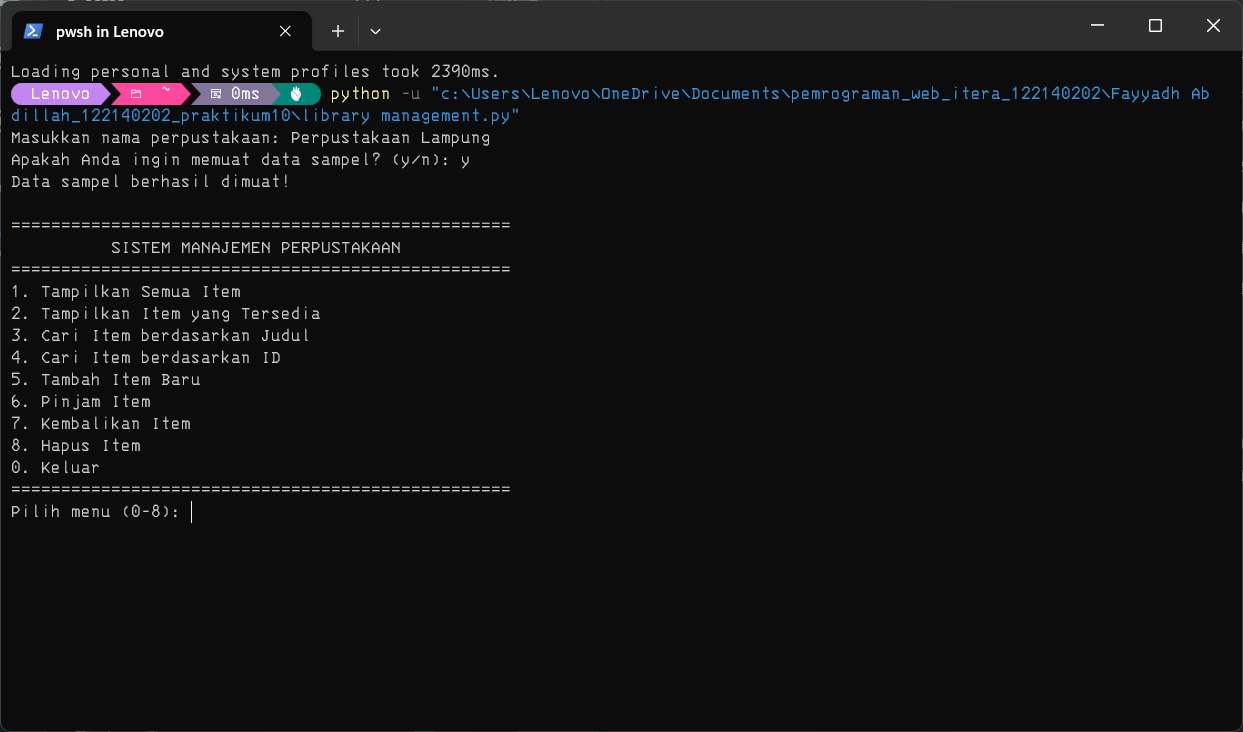 pwsh in Lenovo
Loading personal and system profiles took 2390ms.
Lenovo ~ 0ms python -u "c:\Users\Lenovo\OneDrive\Documents\pemrograman_web_itera_122140202\Fayyadh Ab
dillah_122140202_praktikum10\library management.py"
Masukkan nama perpustakaan: Perpustakaan Lampung
Apakah Anda ingin memuat data sampel? (y/n): y
Data sampel berhasil dimuat!
==================================================
SISTEM MANAJEMEN PERPUSTAKAAN
==================================================
1. Tampilkan Semua Item
2. Tampilkan Item yang Tersedia
3. Cari Item berdasarkan Judul
4. Cari Item berdasarkan ID
5. Tambah Item Baru
6. Pinjam Item
7. Kembalikan Item
8. Hapus Item
0. Keluar
==================================================
Pilih menu (0-8):